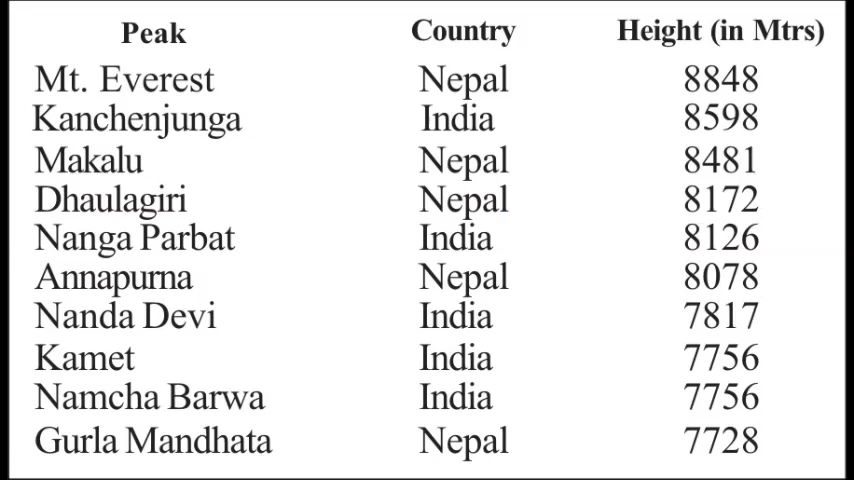 Peak Country Height (in Mtrs)
Mt. Everest Nepal 8848
Kanchenjunga India 8598
Makalu Nepal 8481
Dhaulagiri Nepal 8172
Nanga Parbat India 8126
Annapurna Nepal 8078
Nanda Devi India 7817
Kamet India 7756
Namcha Barwa India 7756
Gurla Mandhata Nepal 7728